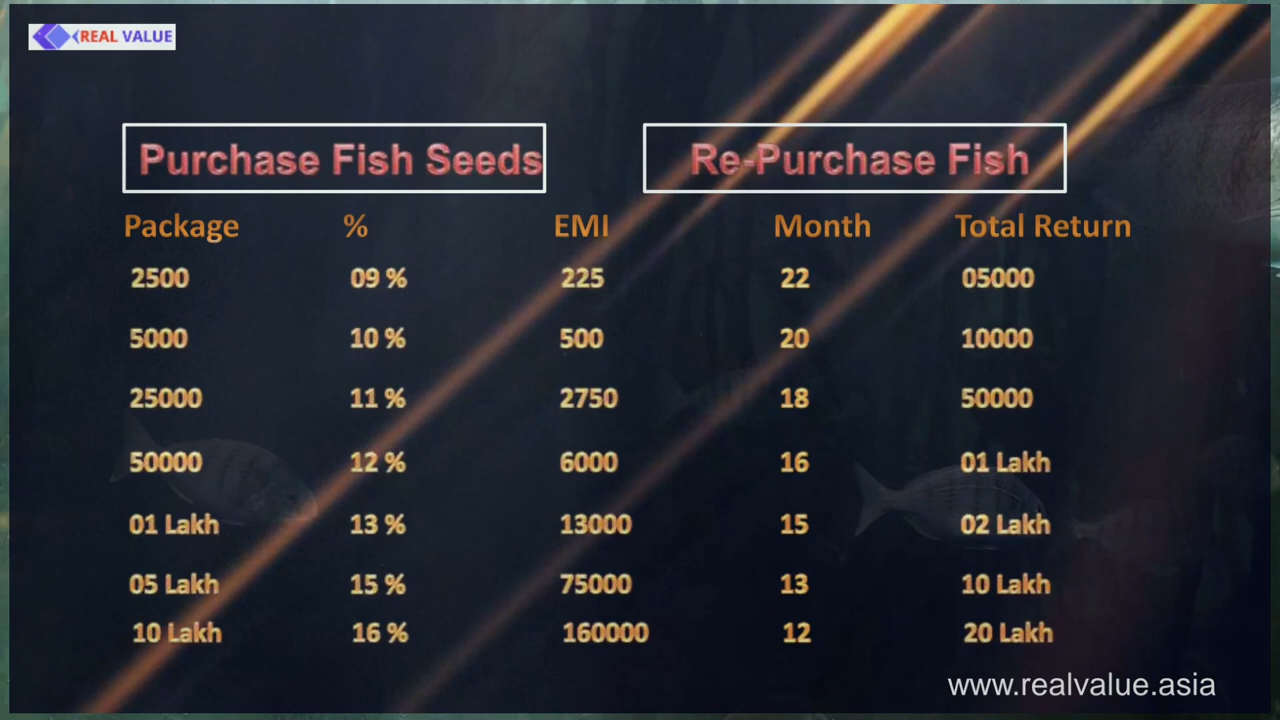 REAL VALUE
Purchase Fish Seeds Re-Purchase Fish
Package % EMI Month Total Return
2500 09 % 225 22 05000
5000 10 % 500 20 10000
25000 11 % 2750 18 50000
50000 12 % 6000 16 01 Lakh
01 Lakh 13 % 13000 15 02 Lakh
05 Lakh 15 % 75000 13 10 Lakh
10 Lakh 16 % 160000 12 20 Lakh
www.realvalue.asia